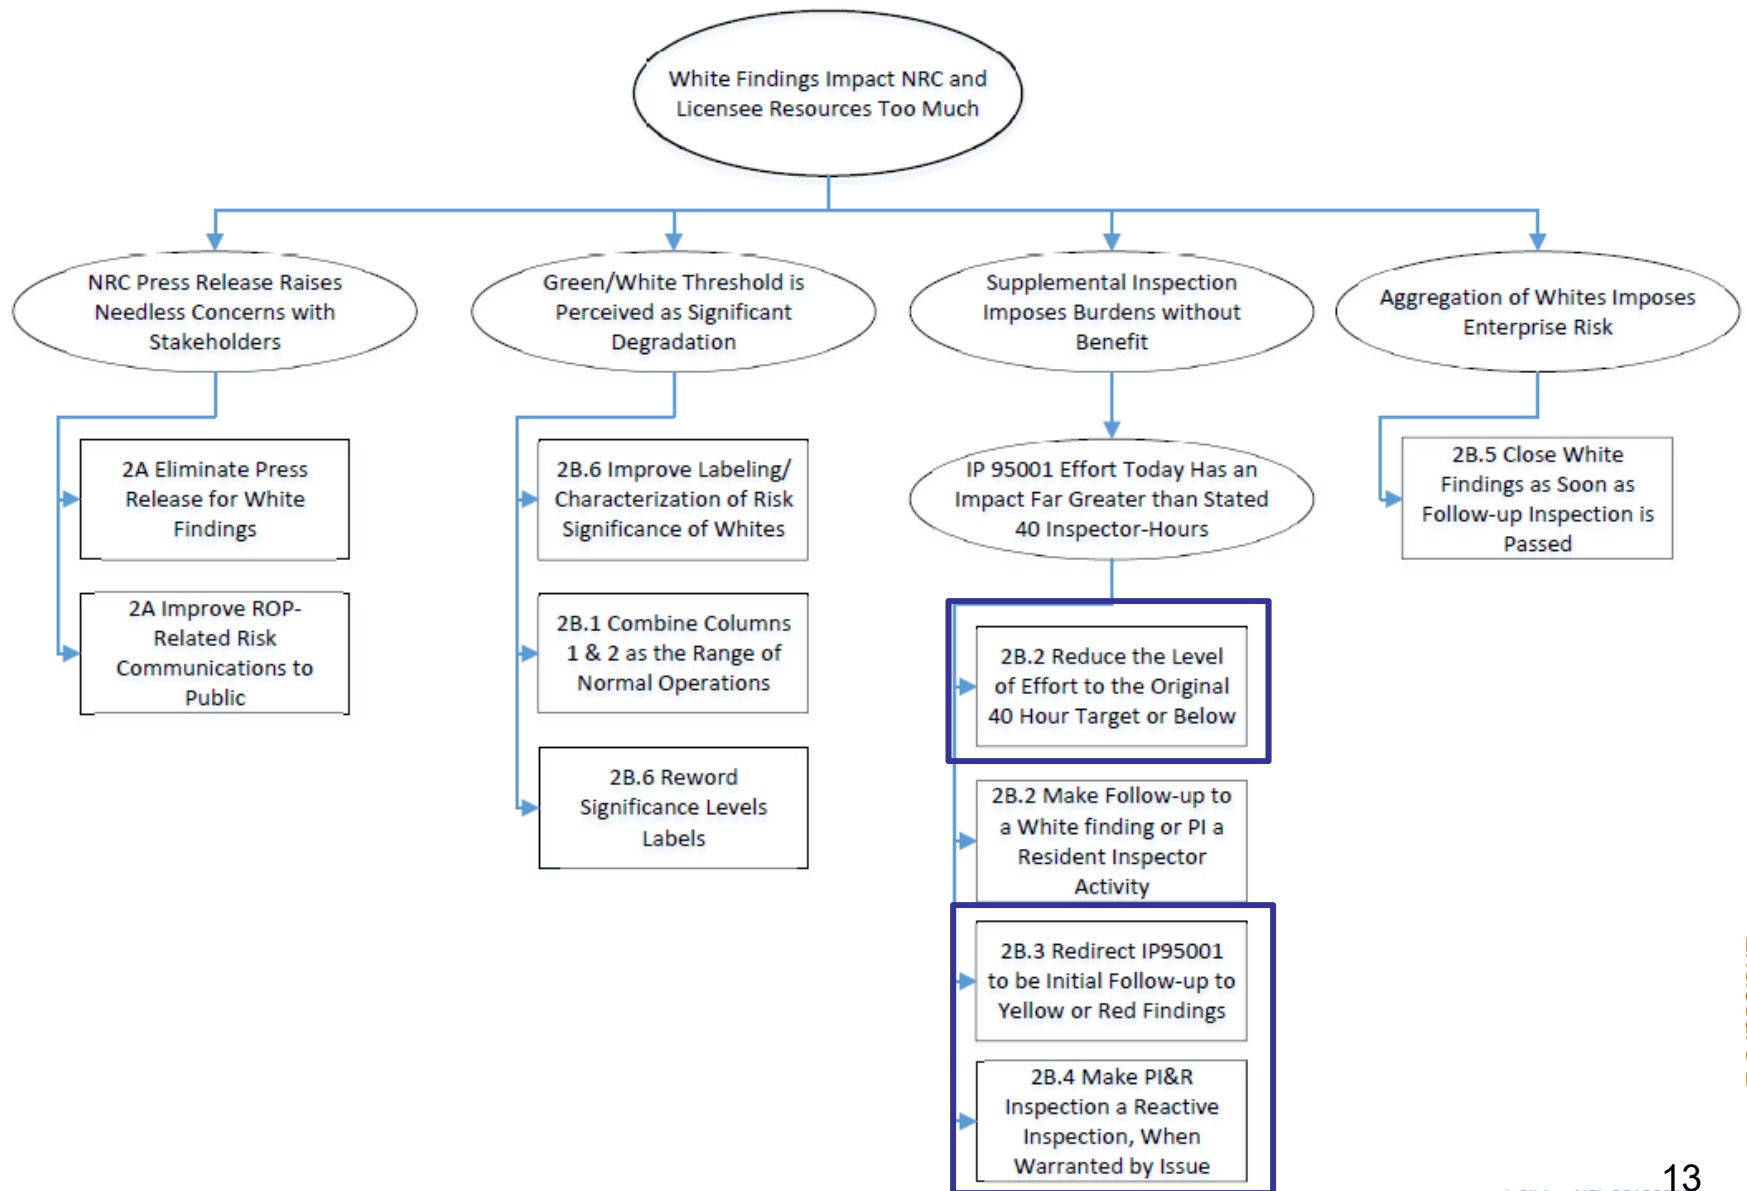 White Findings Impact NRC and
Licensee Resources Too Much
NRC Press Release Raises
Needless Concerns with
Stakeholders
Green/White Threshold is
Perceived as Significant
Degradation
Supplemental Inspection
Imposes Burdens without
Benefit
Aggregation of Whites Imposes
Enterprise Risk
2A Eliminate Press
Release for White
Findings
2A Improve ROP-
Related Risk
Communications to
Public
2B.6 Improve Labeling/
Characterization of Risk
Significance of Whites
2B.1 Combine Columns
1 & 2 as the Range of
Normal Operations
2B.6 Reword
Significance Levels
Labels
IP 95001 Effort Today Has an
Impact Far Greater than Stated
40 Inspector-Hours
2B.2 Reduce the Level
of Effort to the Original
40 Hour Target or Below
2B.2 Make Follow-up to
a White finding or PI a
Resident Inspector
Activity
2B.3 Redirect IP95001
to be Initial Follow-up to
Yellow or Red Findings
2B.4 Make PI&R
Inspection a Reactive
Inspection, When
Warranted by Issue
2B.5 Close White
Findings as Soon as
Follow-up Inspection is
Passed
13